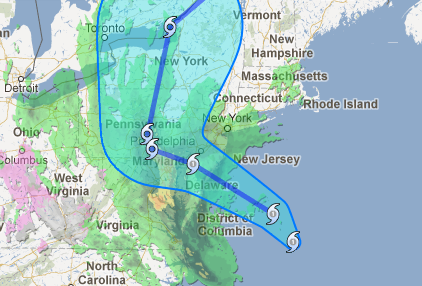 Vermont
Toronto
New
Hampshire
New York
Massachusetts
Detroit
Connecticut
Rhode Island
Pennsylvania
New York
Ohio
Philadelphia
Columbus
Maryland
New Jersey
West
Virginia
Delaware
District of
Columbia
Virginia
North
Carolina